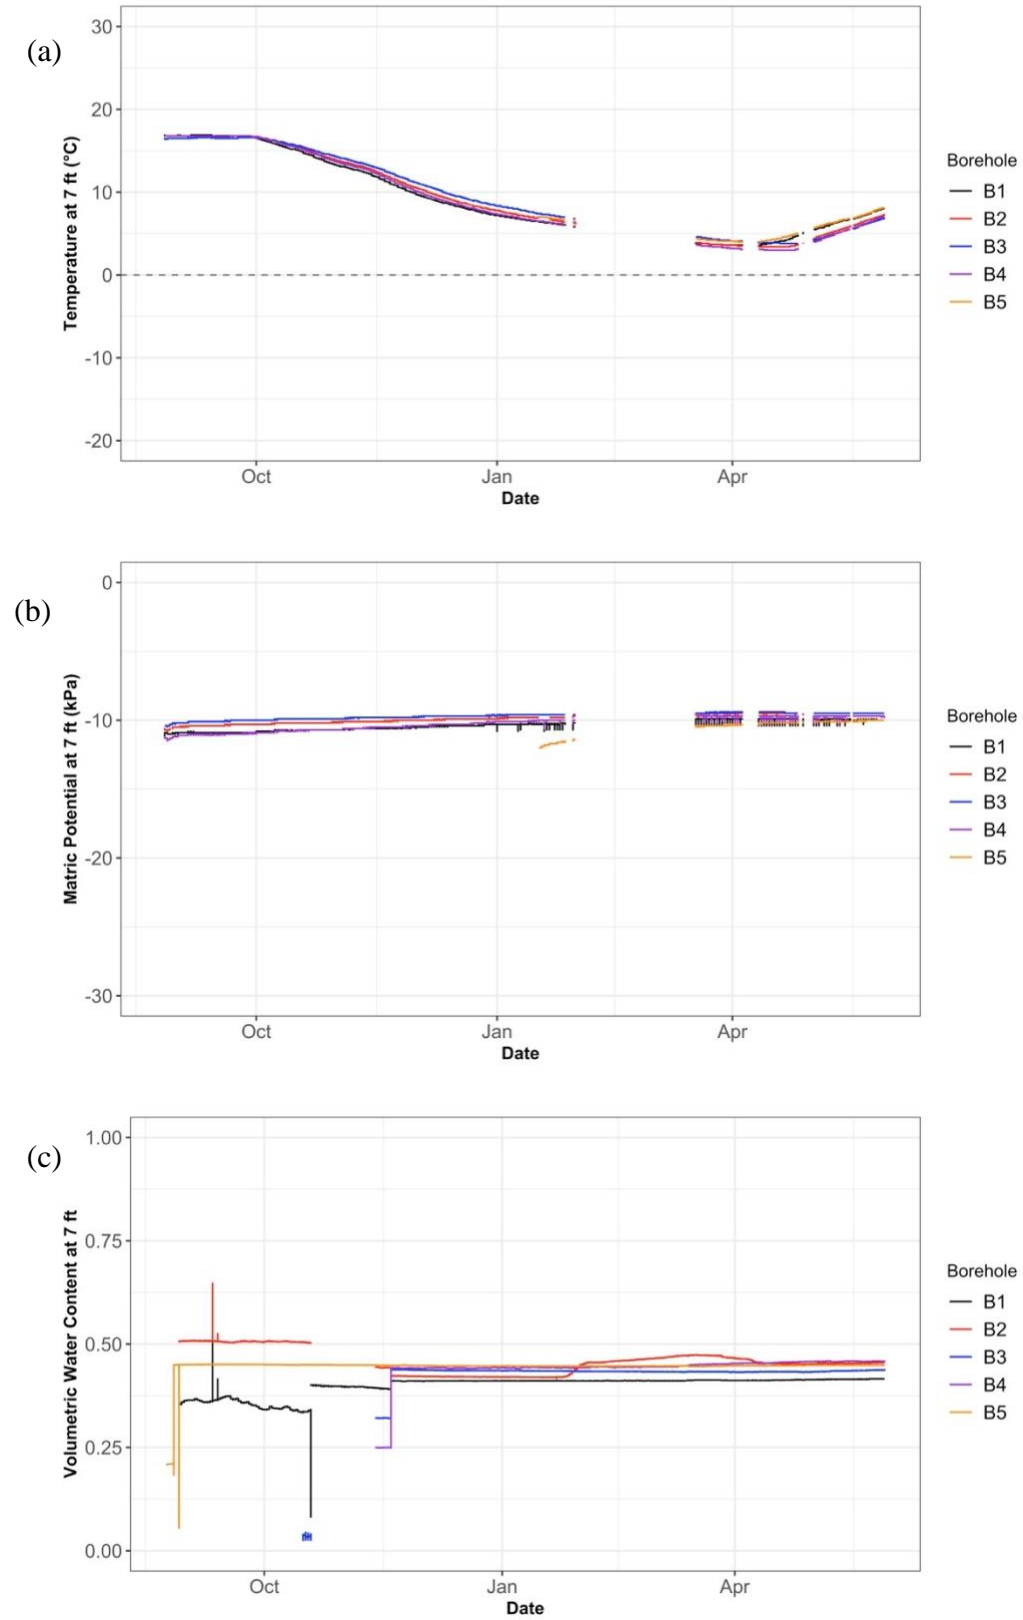 (a)
Temperature at 7 ft (°C)
30
20
10
0
-10
-20
Oct
Jan
Apr
Date
Borehole
B1
B2
B3
B4
B5
(b)
Matric Potential at 7 ft (kPa)
0
-10
-20
-30
Oct
Jan
Apr
Date
Borehole
B1
B2
B3
B4
B5
(c)
Volumetric Water Content at 7 ft
1.00
0.75
0.50
0.25
0.00
Oct
Jan
Apr
Date
Borehole
B1
B2
B3
B4
B5